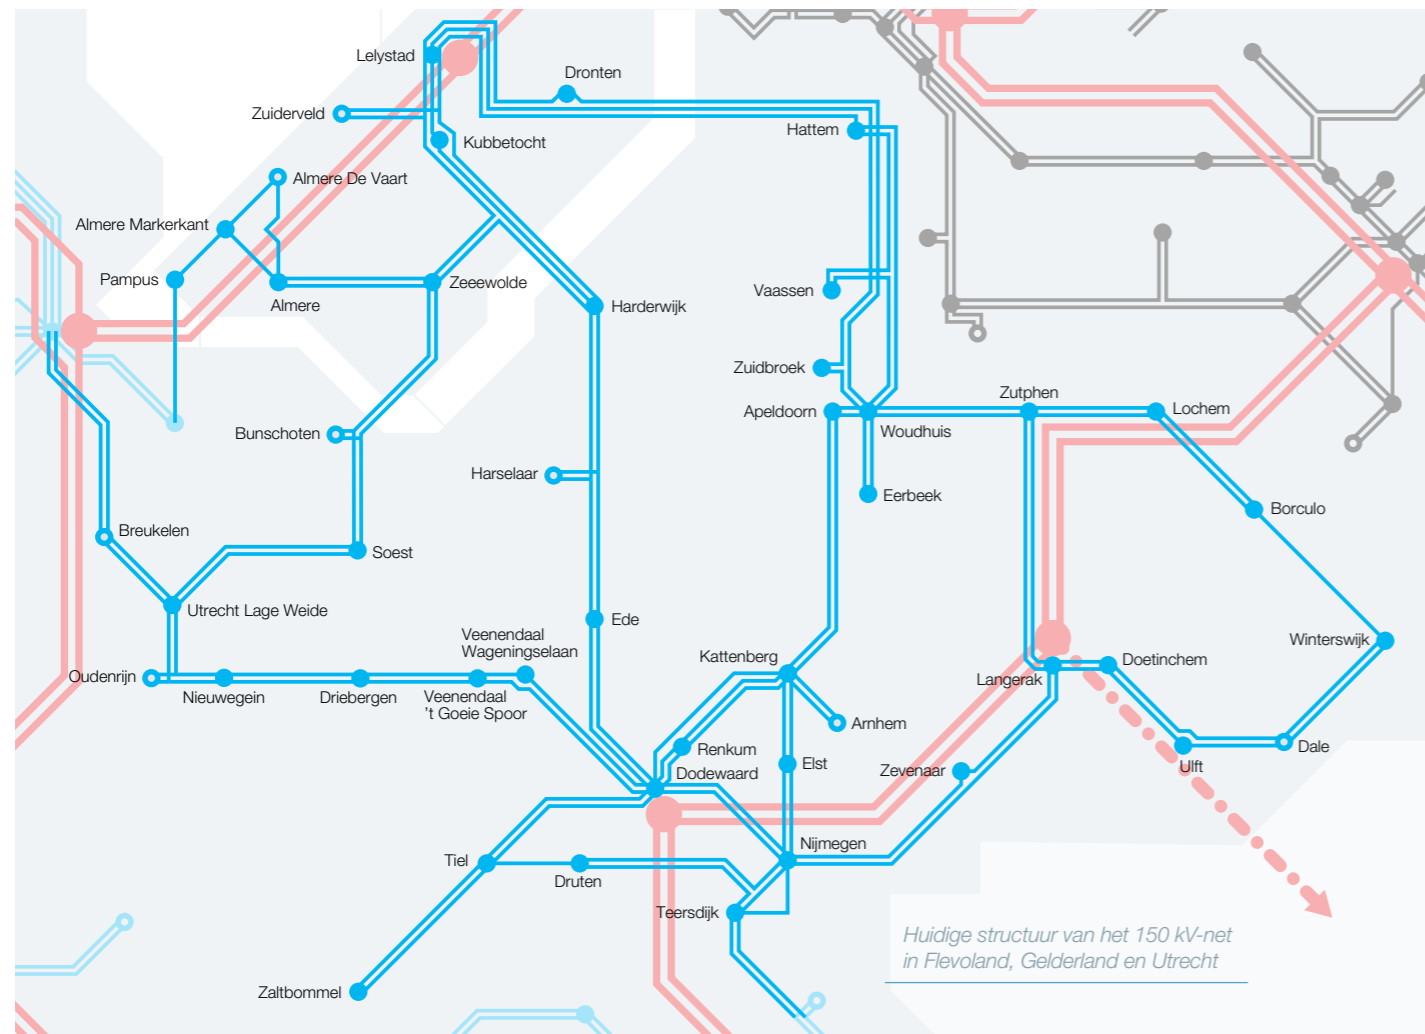 Lelystad
Dronten
Zuiderveld
Kubbetocht
Hattem
Almere De Vaart
Almere Markerkant
Pampus
Almere
Zeeewolde
Harderwijk
Vaassen
Zuidbroek
Apeldoorn
Woudhuis
Zutphen
Lochem
Bunschoten
Harselaar
Eerbeek
Borculo
Breukelen
Soest
Utrecht Lage Weide
Ede
Veenendaal
Wageningselaan
Kattenberg
Winterswijk
Doetinchem
Langerak
Oudenrijn
Nieuwegein
Driebergen
Veenendaal
't Goeie Spoor
Arnhem
Renkum
Dodewaard
Elst
Zevenaar
Ulft
Dale
Nijmegen
Tiel
Druten
Teersdijk
Zaltbommel
Huidige structuur van het 150 kV-net
in Flevoland, Gelderland en Utrecht